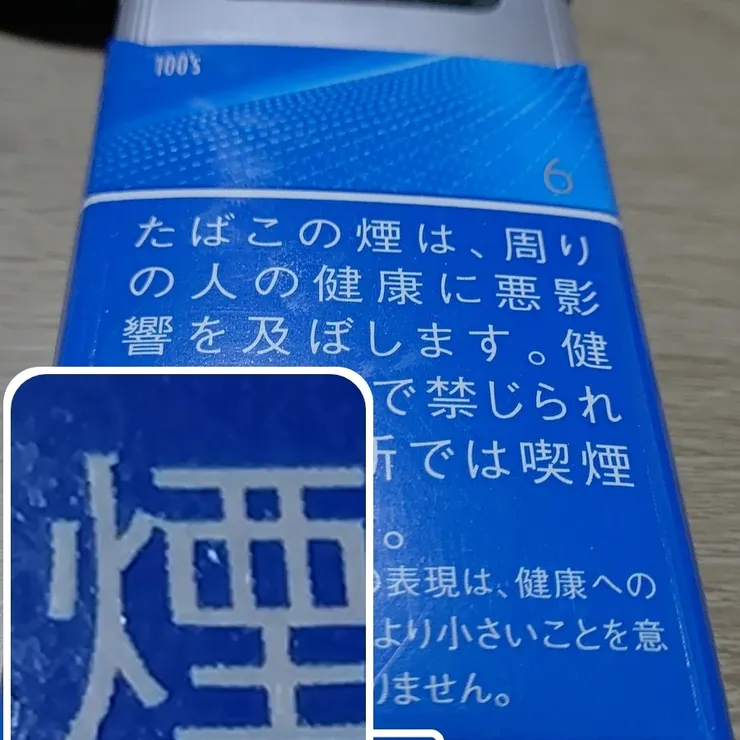 100's
6
たばこの煙は、周り
の人の健康に悪影
響を及ぼします。健
で禁じられ
所では喫煙
。
表現は、健康への
より小さいことを意
りません。
煙